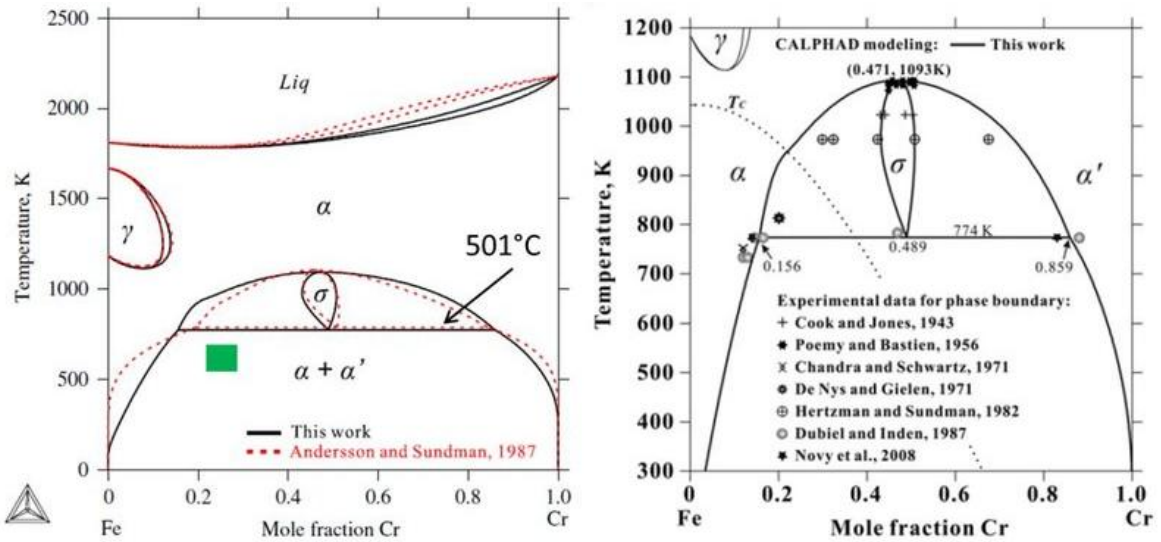 2500
2000
1500
1000
500
0
Temperature, K
Liq
α
γ
501°C
σ
α + α′
This work
Andersson and Sundman, 1987
0 0.2 0.4 0.6 0.8 1.0
Fe Mole fraction Cr Cr
1200
1100
1000
900
800
700
600
500
400
300
Temperature, K
γ
CALPHAD modeling: This work
(0.471, 1093K)
Tc
α
σ
α′
774 K
0.489
0.156
0.859
Experimental data for phase boundary:
Cook and Jones, 1943
Poemy and Bastien, 1956
Chandra and Schwartz, 1971
De Nys and Gielen, 1971
Hertzman and Sundman, 1982
Dubiel and Inden, 1987
Novy et al., 2008
0 0.2 0.4 0.6 0.8 1.0
Fe Mole fraction Cr Cr